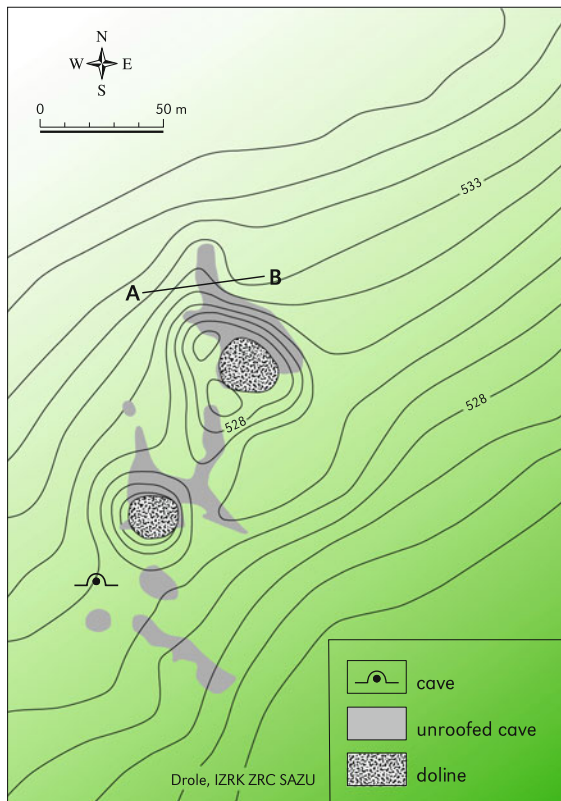 N
W E
S
0 50 m
533
A B
528
528
cave
unroofed cave
doline
Drole, IZRK ZRC SAZU